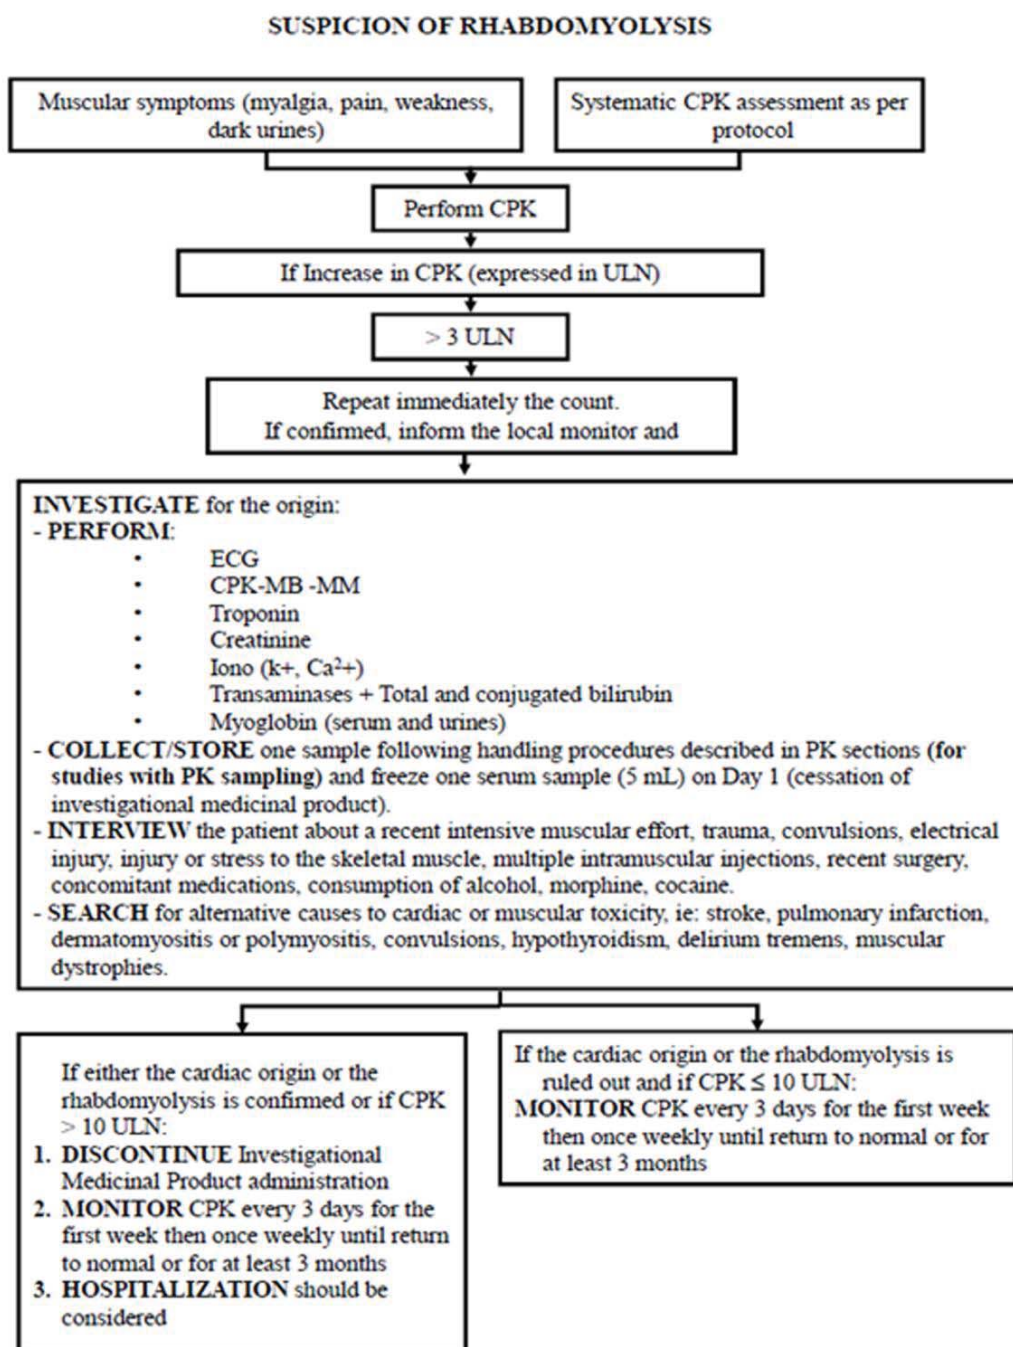 SUSPICION OF RHABDOMYOLYSIS
Muscular symptoms (myalgia, pain, weakness,
dark urines)
Systematic CPK assessment as per
protocol
Perform CPK
If Increase in CPK (expressed in ULN)
> 3 ULN
Repeat immediately the count.
If confirmed, inform the local monitor and
INVESTIGATE for the origin:
- PERFORM:
• ECG
• CPK-MB -MM
• Troponin
• Creatinine
• Iono (k+, Ca²+)
• Transaminases + Total and conjugated bilirubin
• Myoglobin (serum and urines)
- COLLECT/STORE one sample following handling procedures described in PK sections (for
studies with PK sampling) and freeze one serum sample (5 mL) on Day 1 (cessation of
investigational medicinal product).
- INTERVIEW the patient about a recent intensive muscular effort, trauma, convulsions, electrical
injury, injury or stress to the skeletal muscle, multiple intramuscular injections, recent surgery,
concomitant medications, consumption of alcohol, morphine, cocaine.
- SEARCH for alternative causes to cardiac or muscular toxicity, ie: stroke, pulmonary infarction,
dermatomyositis or polymyositis, convulsions, hypothyroidism, delirium tremens, muscular
dystrophies.
If either the cardiac origin or the
rhabdomyolysis is confirmed or if CPK
> 10 ULN:
1. DISCONTINUE Investigational
Medicinal Product administration
2. MONITOR CPK every 3 days for the
first week then once weekly until return
to normal or for at least 3 months
3. HOSPITALIZATION should be
considered
If the cardiac origin or the rhabdomyolysis is
ruled out and if CPK ≤ 10 ULN:
MONITOR CPK every 3 days for the first week
then once weekly until return to normal or for
at least 3 months